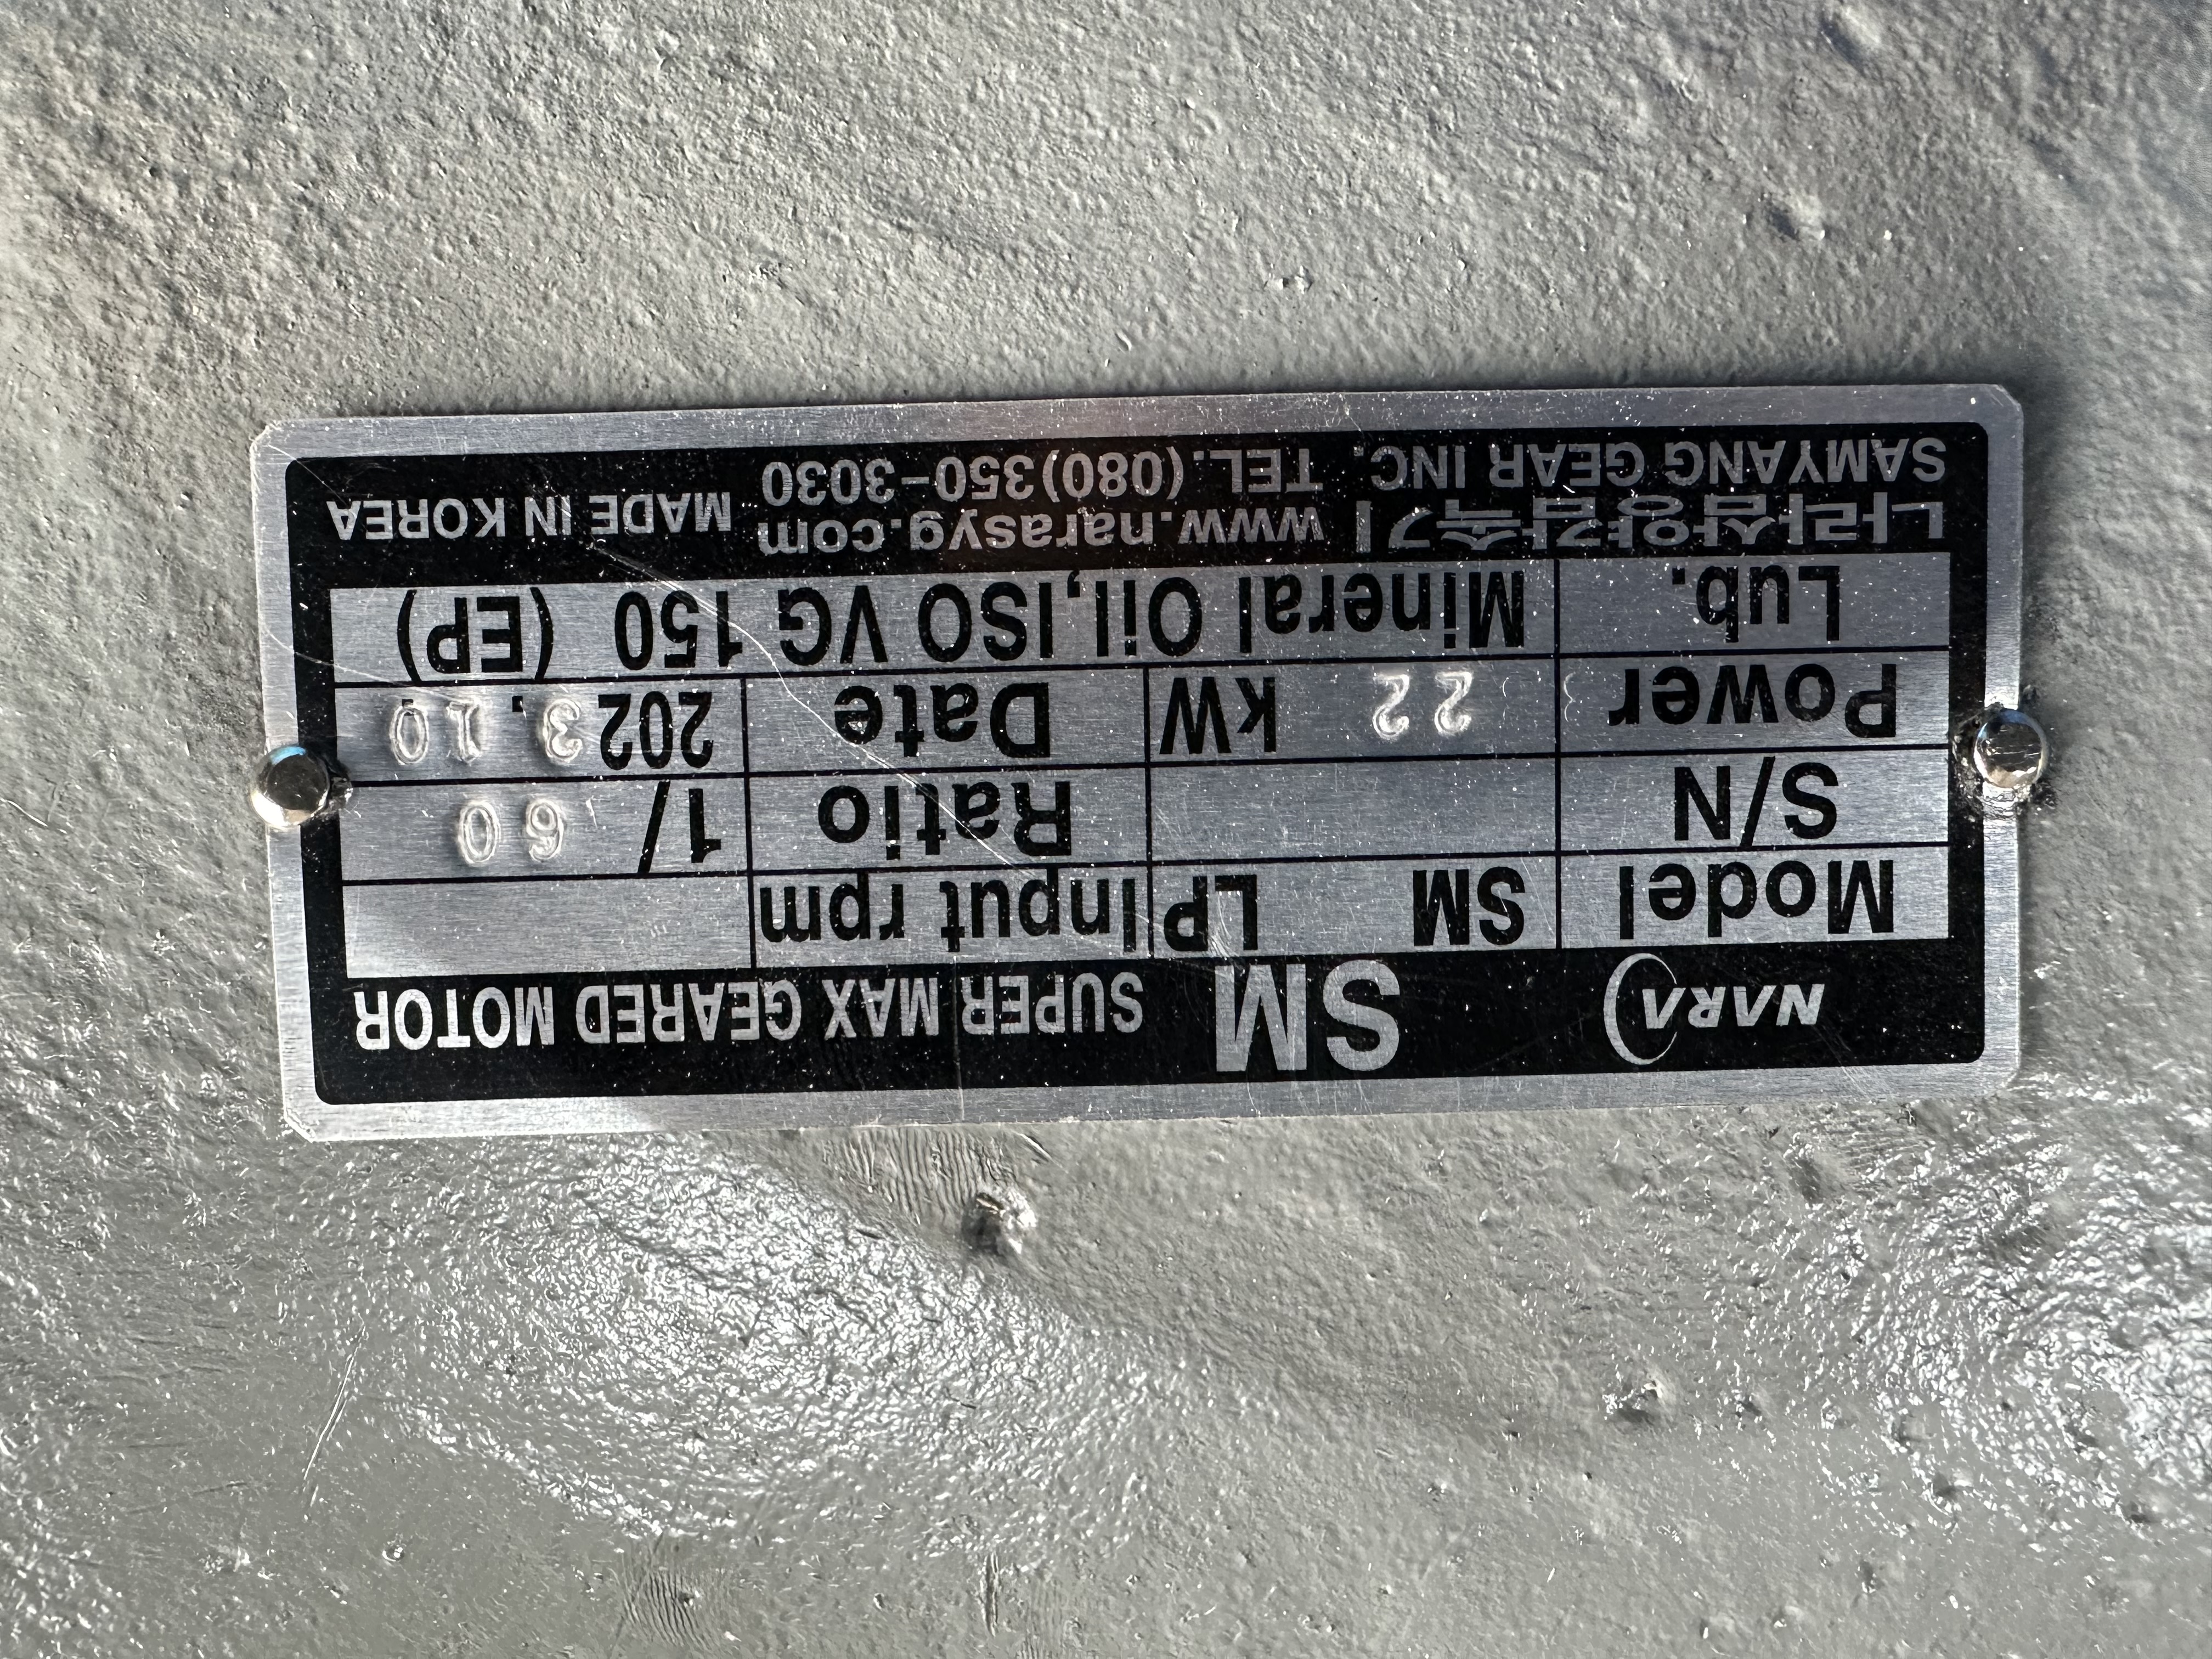 NARA SM SUPER MAX GEARED MOTOR
Model SM LP Input rpm
S/N Ratio 1/ 60
Power 22 kW Date 2023.10
Lub. Mineral Oil,ISO VG 150 (EP)
나라삼양감속기 www.narasyg.com MADE IN KOREA
SAMYANG GEAR INC. TEL.(080)350-3030